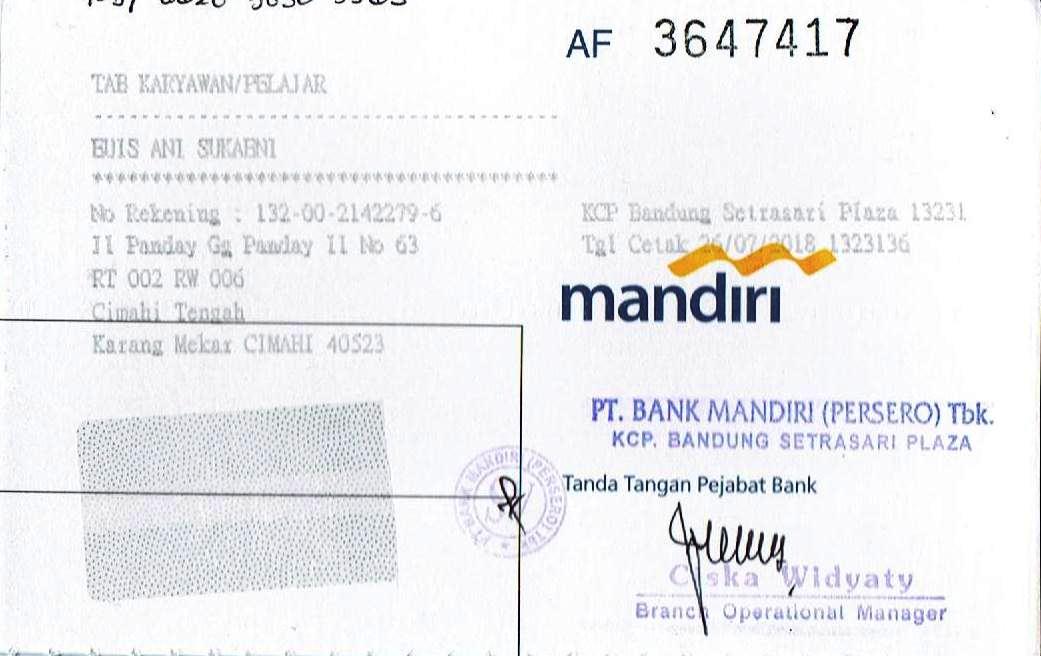 AF 3647417
TAB KARYAWAN/PELAJAR
EUIS ANI SUKAENI
No Rekening : 132-00-2142279-6
KCP Bandung Setrasari Plaza 13231
Jl Panday Gg Panday II No 63
Tgl Cetak 26/07/2018 1323136
RT 002 RW 006
mandiri
Cimahi Tengah
Karang Mekar CIMAHI 40523
PT. BANK MANDIRI (PERSERO) Tbk.
KCP. BANDUNG SETRASARI PLAZA
PT BANK MANDIRI (PERSERO) Tbk
Tanda Tangan Pejabat Bank
Ciska Widyaty
Branch Operational Manager